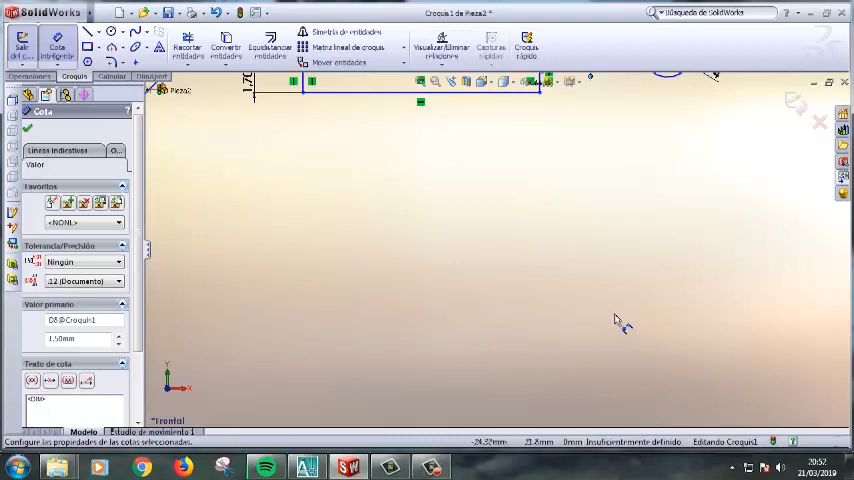 SolidWorks
Croquis1 de Pieza2 *
Búsqueda de SolidWorks
Salir del c...
Cota inteligente
Recortar entidades
Convertir entidades
Equidistanciar entidades
Simetría de entidades
Matriz lineal de croquis
Mover entidades
Visualizar/Eliminar relaciones
Capturas rápidas
Croquis rápido
Operaciones
Croquis
Calcular
DimXpert
Pieza2
1.70
Cota
?
Líneas indicativas
O...
Valor
Favoritos
<NONE>
Tolerancia/Precisión
Ningún
.12 (Documento)
Valor primario
D8@Croquis1
1.50mm
Texto de cota
<DIM>
Y
X
*Frontal
Modelo
Estudio de movimiento 1
Configure las propiedades de las cotas seleccionadas.
-24.32mm
21.8mm
0mm
Insuficientemente definido
Editando Croquis1
20:52
21/03/2019